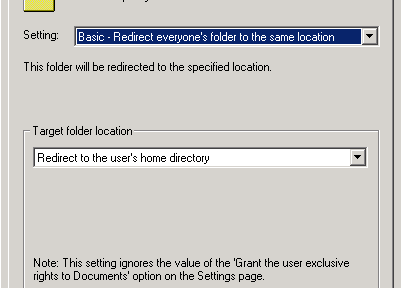 Setting: Basic - Redirect everyone's folder to the same location
This folder will be redirected to the specified location.
Target folder location
Redirect to the user's home directory
Note: This setting ignores the value of the 'Grant the user exclusive
rights to Documents' option on the Settings page.